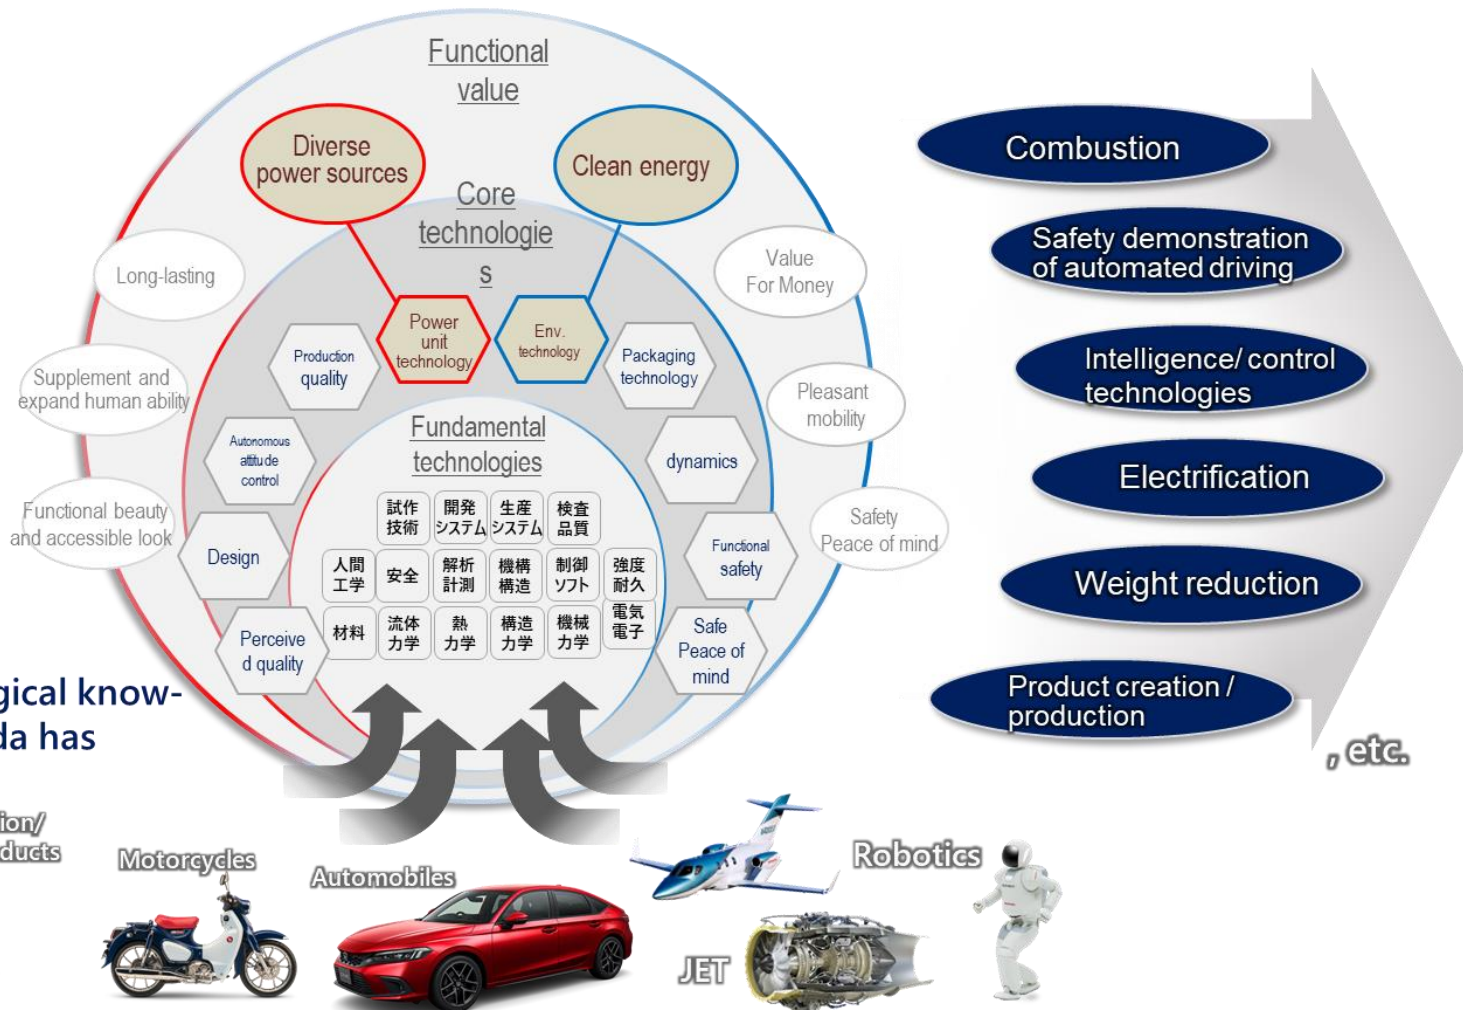 Functional
value
Diverse
power sources
Clean energy
Core
technologie
s
Long-lasting
Value
For Money
Power
unit
technology
Env.
technology
Production
quality
Packaging
technology
Supplement and
expand human ability
Pleasant
mobility
Autonomous
attitude
control
dynamics
Fundamental
technologies
Functional beauty
and accessible look
Safety
Peace of mind
Design
Functional
safety
Perceive
d quality
Safe
Peace of
mind
試作
技術
開発
システム
生産
システム
検査
品質
人間
工学
安全
解析
計測
機構
構造
制御
ソフト
強度
耐久
材料
流体
力学
熱
力学
構造
力学
機械
力学
電気
電子
Combustion
Safety demonstration
of automated driving
Intelligence/ control
technologies
Electrification
Weight reduction
Product creation /
production
, etc.
gical know-
da has
ion/
ducts
Motorcycles
Automobiles
JET
Robotics